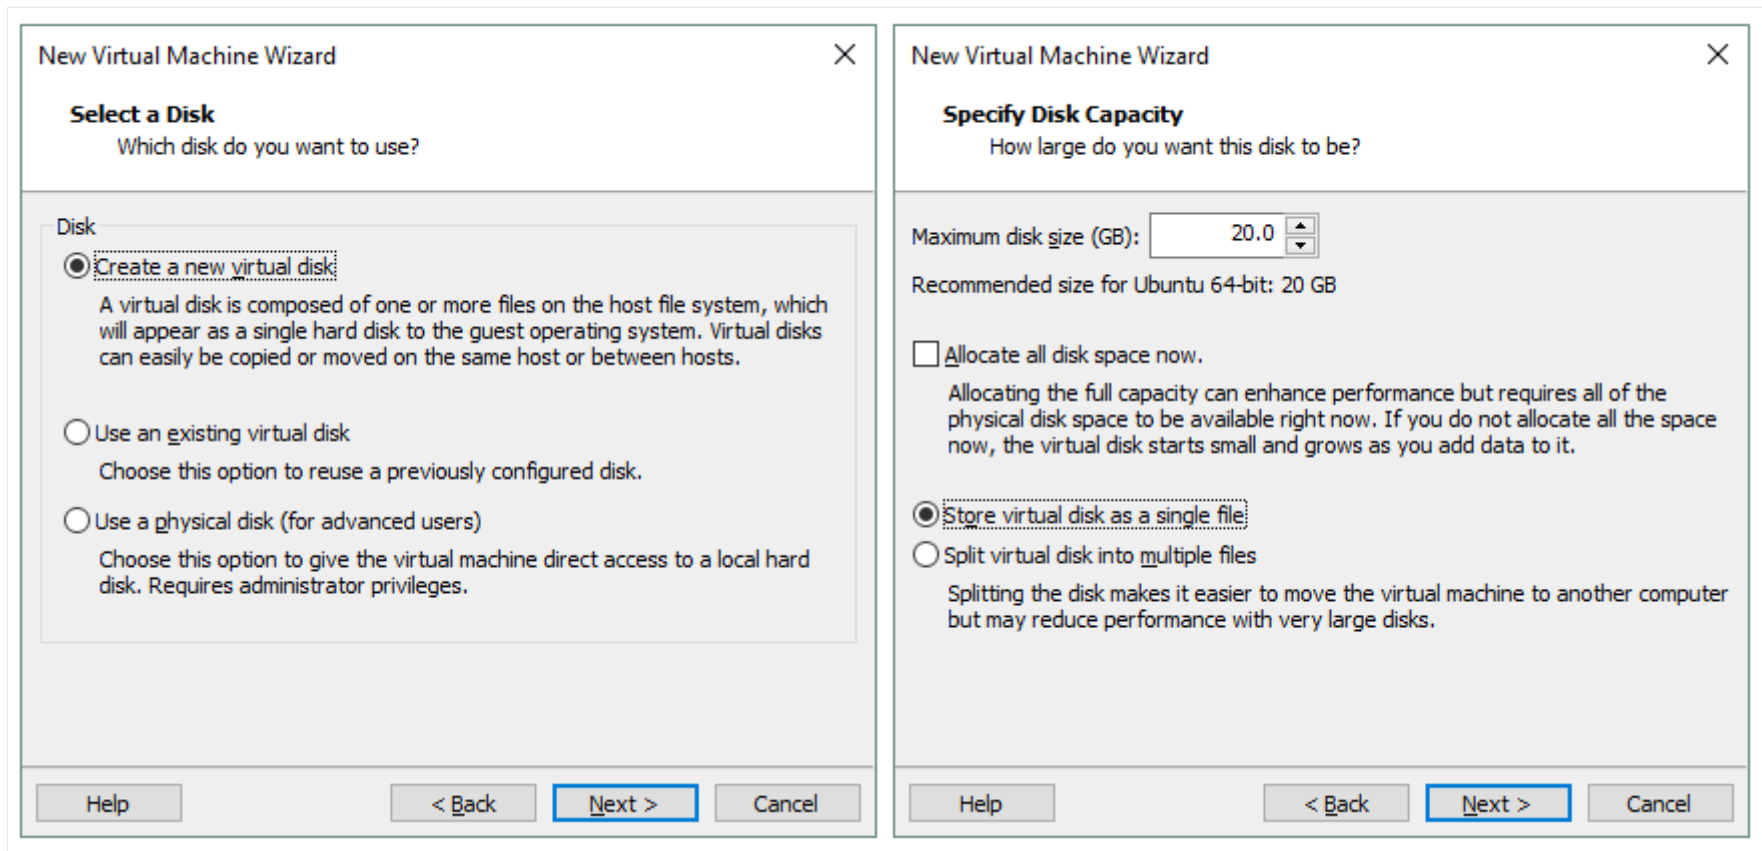 New Virtual Machine Wizard
Select a Disk
Which disk do you want to use?
Disk
Create a new virtual disk
A virtual disk is composed of one or more files on the host file system, which
will appear as a single hard disk to the guest operating system. Virtual disks
can easily be copied or moved on the same host or between hosts.
Use an existing virtual disk
Choose this option to reuse a previously configured disk.
Use a physical disk (for advanced users)
Choose this option to give the virtual machine direct access to a local hard
disk. Requires administrator privileges.
Help
< Back
Next >
Cancel
New Virtual Machine Wizard
Specify Disk Capacity
How large do you want this disk to be?
Maximum disk size (GB): 20.0
Recommended size for Ubuntu 64-bit: 20 GB
Allocate all disk space now.
Allocating the full capacity can enhance performance but requires all of the
physical disk space to be available right now. If you do not allocate all the space
now, the virtual disk starts small and grows as you add data to it.
Store virtual disk as a single file
Split virtual disk into multiple files
Splitting the disk makes it easier to move the virtual machine to another computer
but may reduce performance with very large disks.
Help
< Back
Next >
Cancel